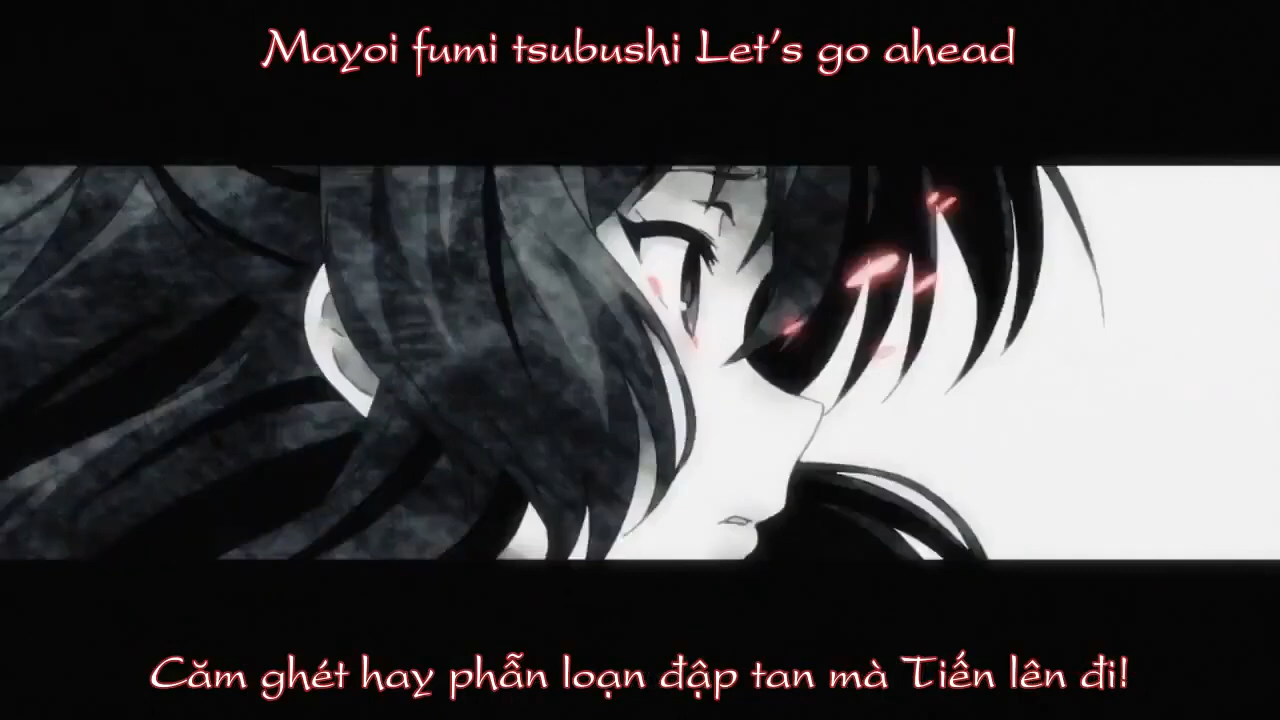 Mayoi fumi tsubushi Let's go ahead
Căm ghét hay phẫn loạn đập tan mà Tiến lên đi!